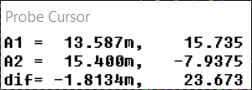 Probe Cursor
A1 = 13.587m, 15.735
A2 = 15.400m, -7.9375
dif= -1.8134m, 23.673